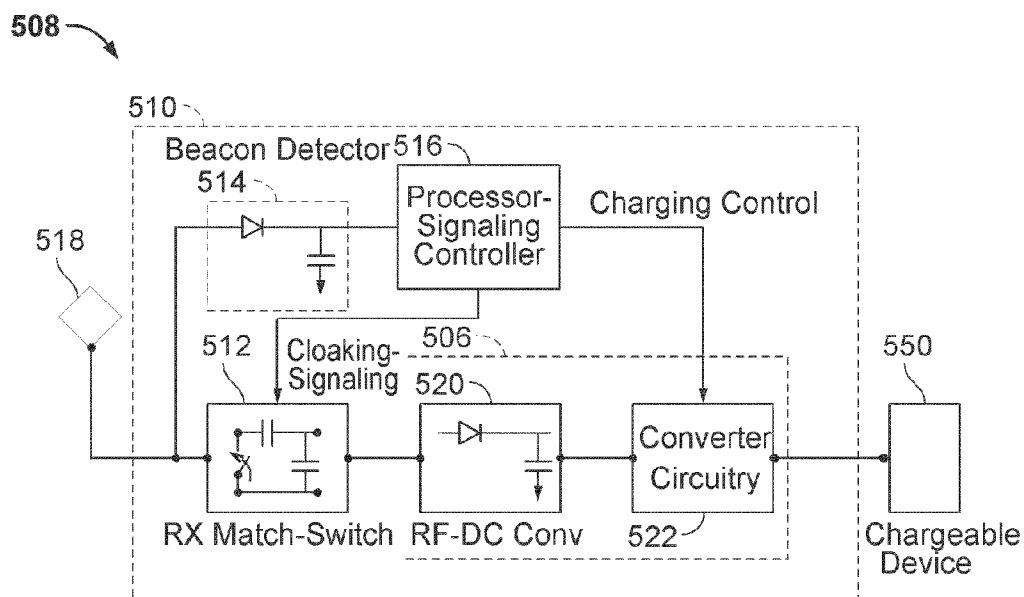 508
510
Beacon Detector
516
514
Processor-
Signaling
Controller
Charging Control
518
506
512
Cloaking-
Signaling
520
550
Converter
Circuitry
RX Match-Switch
RF-DC Conv
522
Chargeable
Device